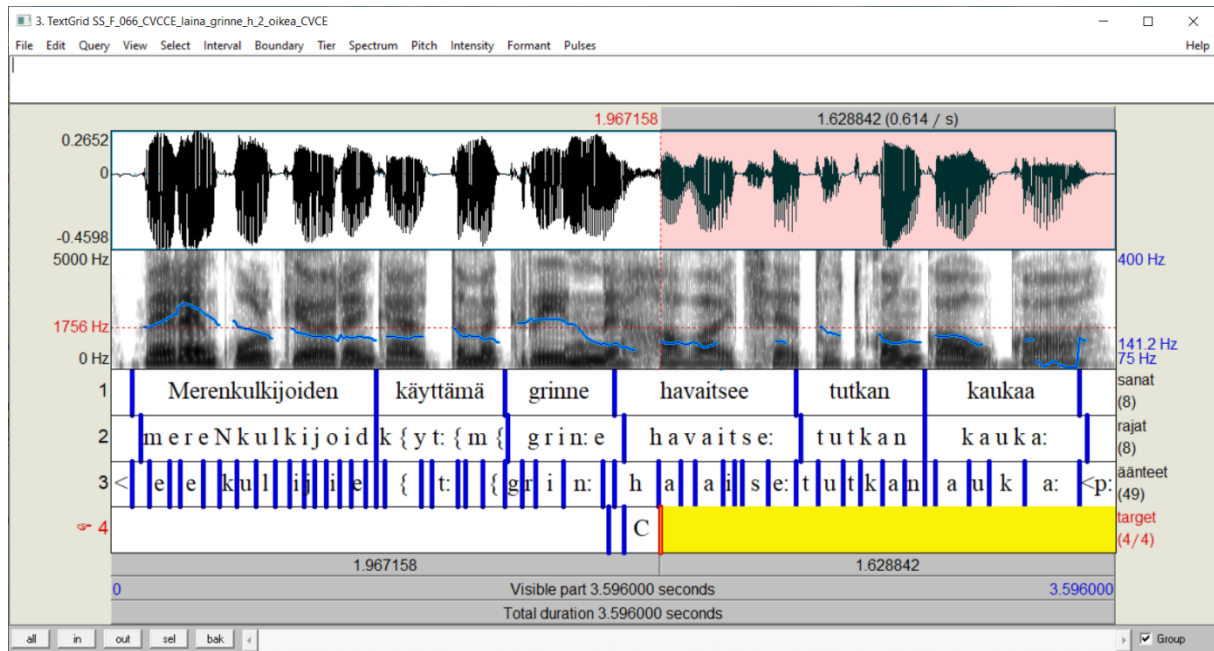 3. TextGrid SS_F_066_CVCCE_laina_grinne_h_2_oikea_CVCE
File Edit Query View Select Interval Boundary Tier Spectrum Pitch Intensity Formant Pulses Help
1.967158 1.628842 (0.614 / s)
0.2652
0
-0.4598
5000 Hz 400 Hz
1756 Hz
141.2 Hz
0 Hz 75 Hz
1 Merenkulkijoiden käyttämä grinne havaitsee tutkan kaukaa sanat (8)
2 m e r e N k u l k i j o i d k { y t: { m { g r i n: e h a v a i t s e: t u t k a n k a u k a: rajat (8)
3 < e e k u l i j i e { t: { g r i n: h a a i s e: t u t k a n a u k a: <p: äänteet (49)
☞ 4 C target (4/4)
1.967158 1.628842
0 Visible part 3.596000 seconds 3.596000
Total duration 3.596000 seconds
all in out sel bak Group